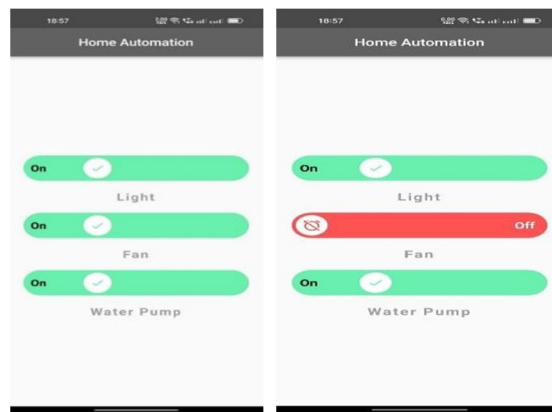 18:57
Home Automation
On
Light
On
Fan
On
Water Pump
18:57
Home Automation
On
Light
Off
Fan
On
Water Pump